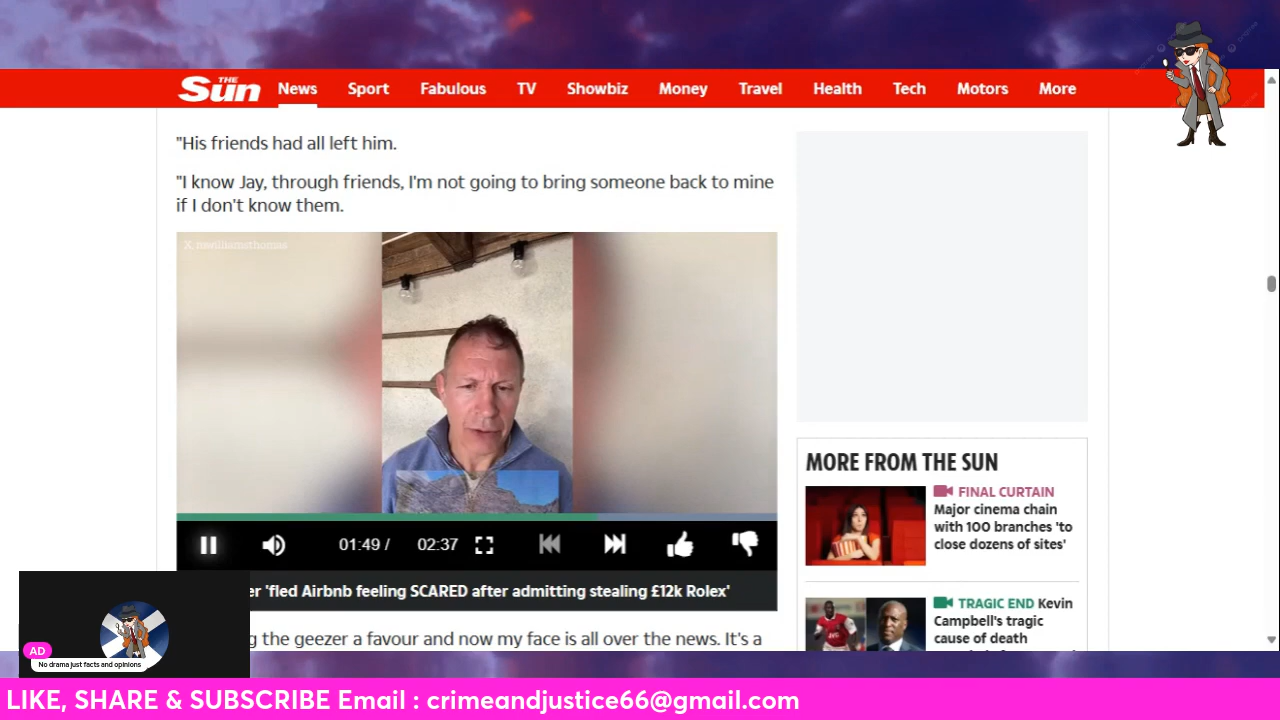 THE
Sun
News
Sport
Fabulous
TV
Showbiz
Money
Travel
Health
Tech
Motors
More
"His friends had all left him.
"I know Jay, through friends, I'm not going to bring someone back to mine
if I don't know them.
01:49 /
02:37
er 'fled Airbnb feeling SCARED after admitting stealing £12k Rolex'
g the geezer a favour and now my face is all over the news. It's a
MORE FROM THE SUN
FINAL CURTAIN
Major cinema chain
with 100 branches 'to
close dozens of sites'
TRAGIC END Kevin
Campbell's tragic
cause of death
AD
No drama just facts and opinions
LIKE, SHARE & SUBSCRIBE Email : crimeandjustice66@gmail.com